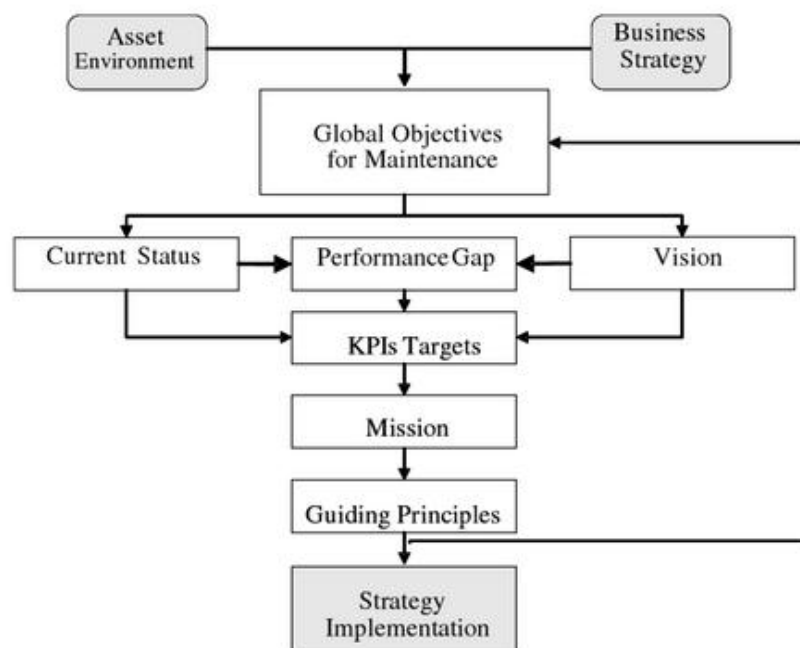 Asset
Environment
Business
Strategy
Global Objectives
for Maintenance
Current Status
Performance Gap
Vision
KPIs Targets
Mission
Guiding Principles
Strategy
Implementation